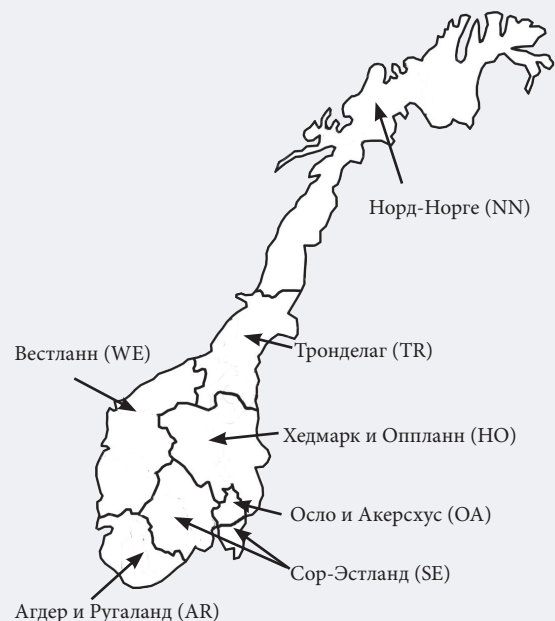 Норд-Норге (NN)
Вестланн (WE)
Тронделаг (TR)
Хедмарк и Оппланн (HO)
Осло и Акерсхус (OA)
Сор-Эстланд (SE)
Агдер и Ругаланд (AR)